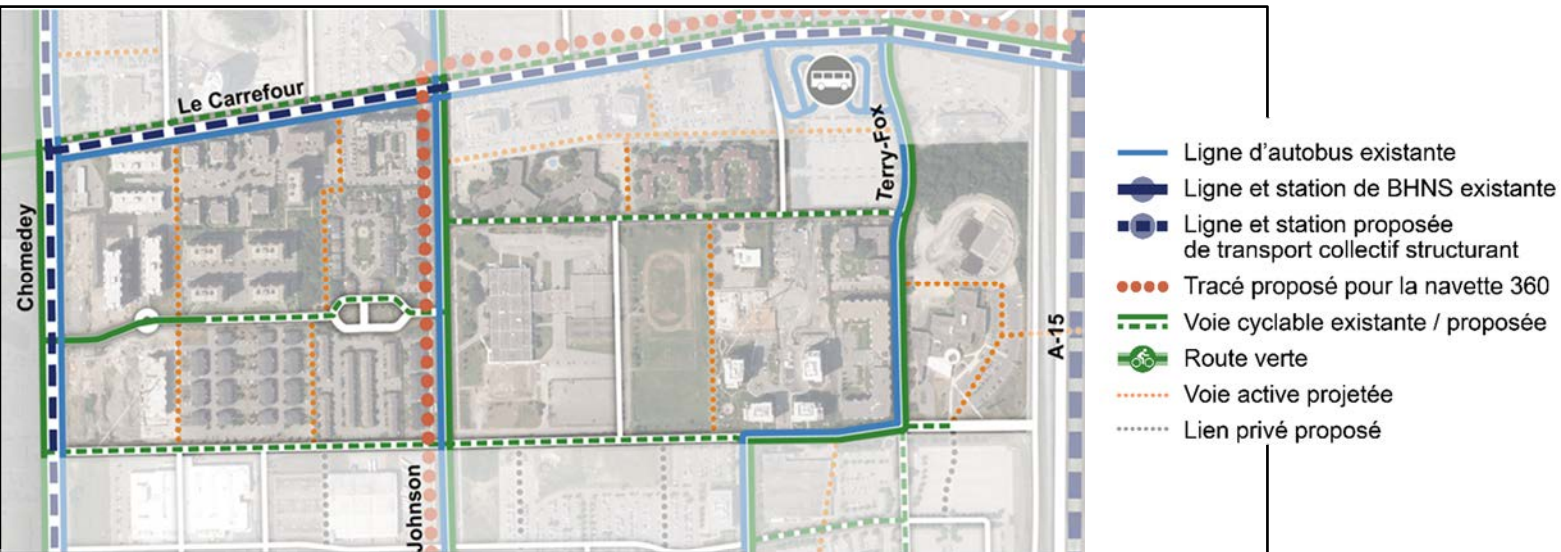 Le Carrefour
Chomedey
Terry-Fox
A-15
Johnson
Ligne d'autobus existante
Ligne et station de BHNS existante
Ligne et station proposée
de transport collectif structurant
Tracé proposé pour la navette 360
Voie cyclable existante / proposée
Route verte
Voie active projetée
Lien privé proposé